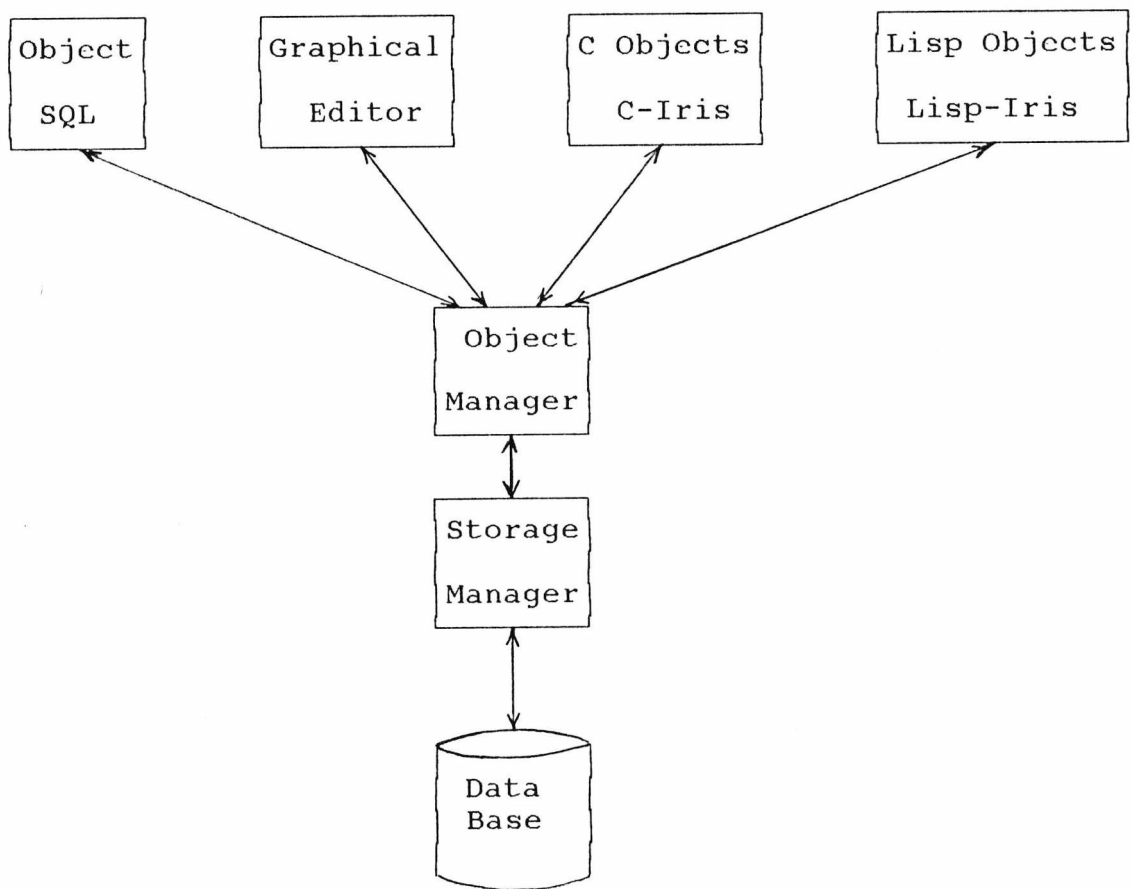 Object
SQL
Graphical
Editor
C Objects
C-Iris
Lisp Objects
Lisp-Iris
Object
Manager
Storage
Manager
Data
Base